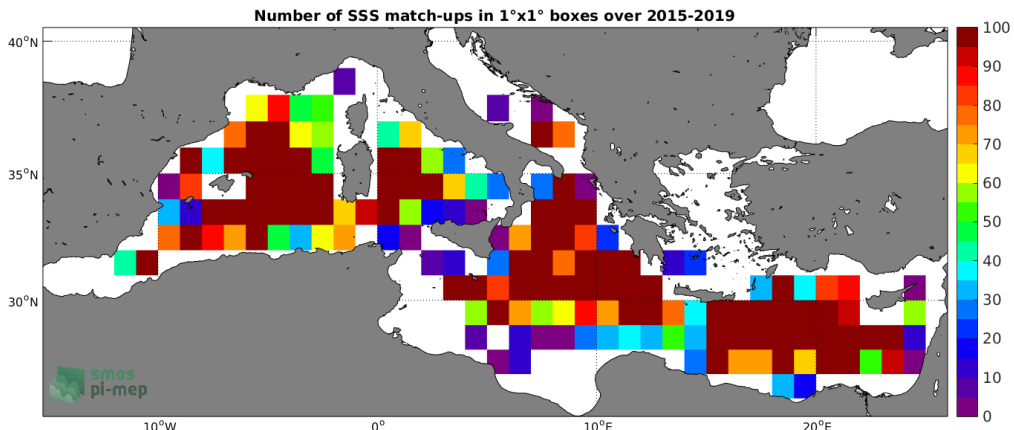 Number of SSS match-ups in 1°x1° boxes over 2015-2019
40°N
35°N
30°N
10°W
0°
10°E
20°E
100
90
80
70
60
50
40
30
20
10
0
smos
pi-mep